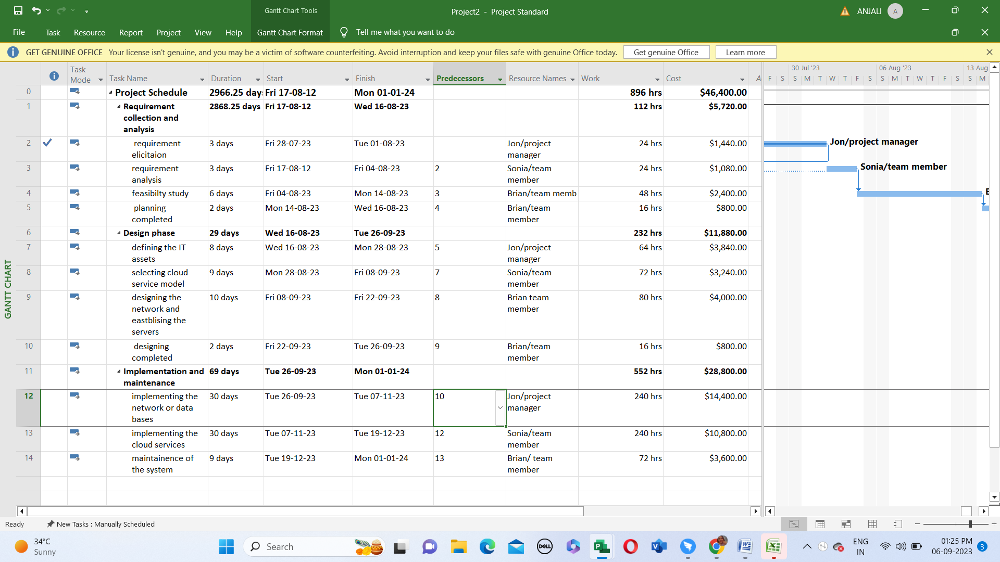 Gantt Chart Tools
Project2 - Project Standard
ANJALI A
File Task Resource Report Project View Help Gantt Chart Format Tell me what you want to do
GET GENUINE OFFICE Your license isn't genuine, and you may be a victim of software counterfeiting. Avoid interruption and keep your files safe with genuine Office today. Get genuine Office Learn more
Task Mode Task Name Duration Start Finish Predecessors Resource Names Work Cost A
30 Jul '23 06 Aug '23 13 Aug
F S S M T W T F S S M T W T F S S M
0 Project Schedule 2966.25 day Fri 17-08-12 Mon 01-01-24 896 hrs $46,400.00
1 Requirement 2868.25 days Fri 17-08-12 Wed 16-08-23 112 hrs $5,720.00
collection and
analysis
2 requirement 3 days Fri 28-07-23 Tue 01-08-23 Jon/project 24 hrs $1,440.00 Jon/project manager
elicitaion manager
3 requirement 3 days Fri 17-08-12 Fri 04-08-23 2 Sonia/team 24 hrs $1,080.00 Sonia/team member
analysis member
4 feasibilty study 6 days Fri 04-08-23 Mon 14-08-23 3 Brian/team memb 48 hrs $2,400.00
5 planning 2 days Mon 14-08-23 Wed 16-08-23 4 Brian/team 16 hrs $800.00
completed member
6 Design phase 29 days Wed 16-08-23 Tue 26-09-23 232 hrs $11,880.00
7 defining the IT 8 days Wed 16-08-23 Mon 28-08-23 5 Jon/project 64 hrs $3,840.00
assets manager
8 selecting cloud 9 days Mon 28-08-23 Fri 08-09-23 7 Sonia/team 72 hrs $3,240.00
service model member
9 designing the 10 days Fri 08-09-23 Fri 22-09-23 8 Brian team 80 hrs $4,000.00
network and member
eastblising the
servers
10 designing 2 days Fri 22-09-23 Tue 26-09-23 9 Brian/team 16 hrs $800.00
completed member
11 Implementation and 69 days Tue 26-09-23 Mon 01-01-24 552 hrs $28,800.00
maintenance
12 implementing the 30 days Tue 26-09-23 Tue 07-11-23 10 Jon/project 240 hrs $14,400.00
network or data manager
bases
13 implementing the 30 days Tue 07-11-23 Tue 19-12-23 12 Sonia/team 240 hrs $10,800.00
cloud services member
14 maintainence of 9 days Tue 19-12-23 Mon 01-01-24 13 Brian/ team 72 hrs $3,600.00
the system member
GANTT CHART
Ready New Tasks : Manually Scheduled
34°C
Sunny
Search
DELL
ENG
IN
01:25 PM
06-09-2023
3